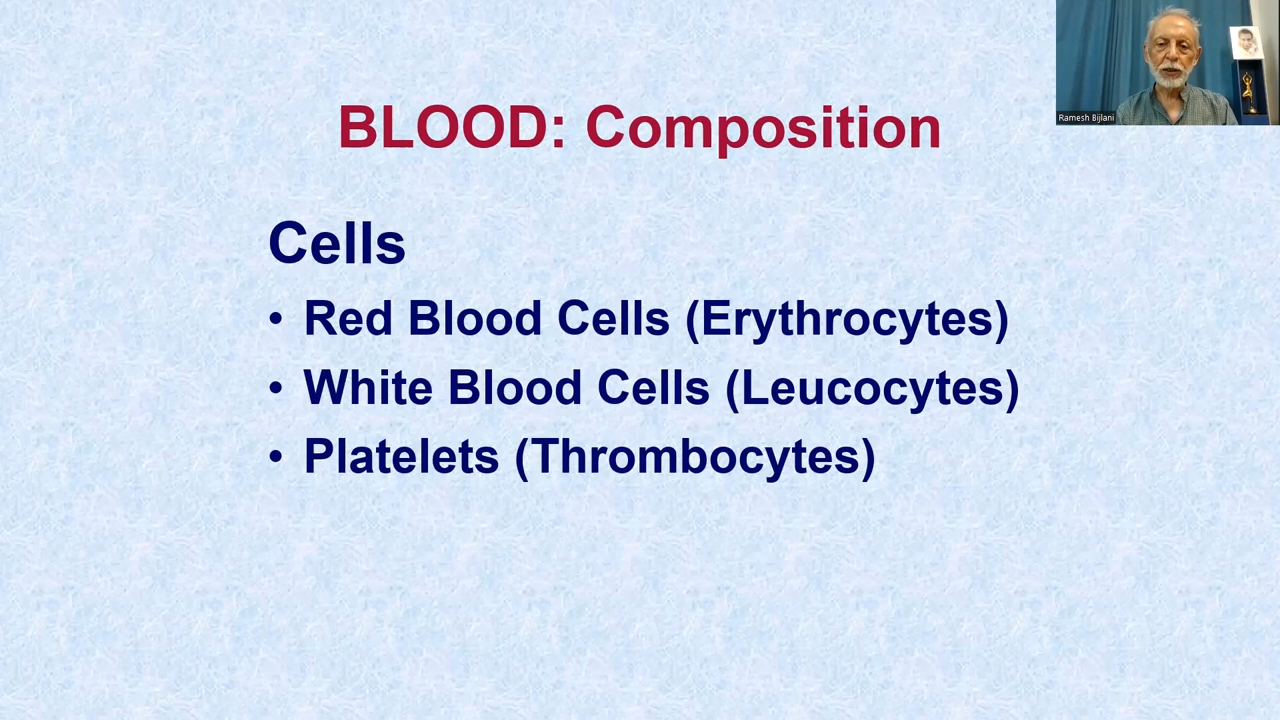 BLOOD: Composition
Cells
• Red Blood Cells (Erythrocytes)
• White Blood Cells (Leucocytes)
• Platelets (Thrombocytes)
Ramesh Bijlani